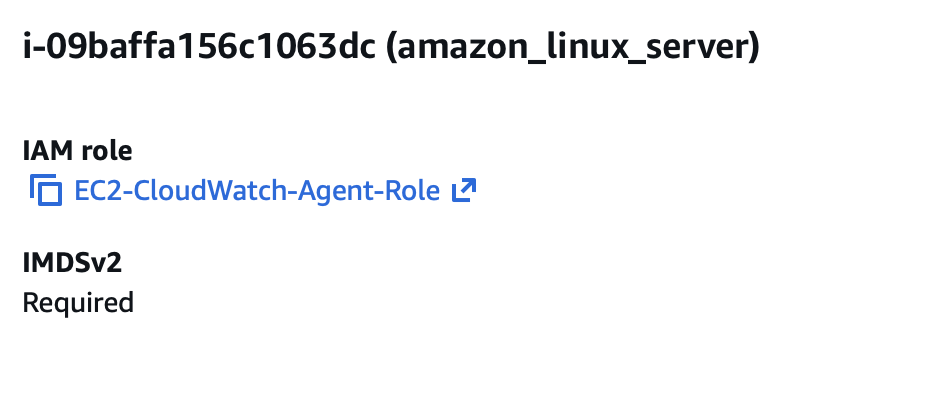 i-09baffa156c1063dc (amazon_linux_server)
IAM role
EC2-CloudWatch-Agent-Role
IMDSv2
Required